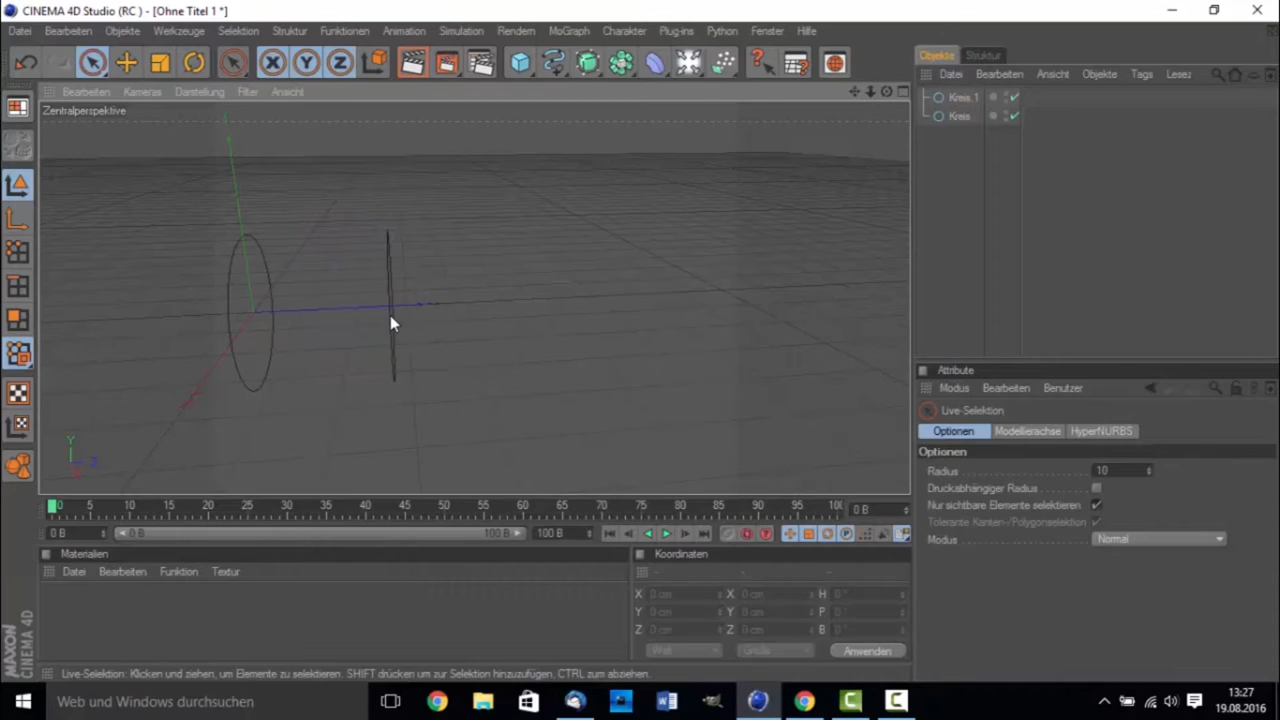 CINEMA 4D Studio (RC ) - [Ohne Titel 1 *]
Datei Bearbeiten Objekte Werkzeuge Selektion Struktur Funktionen Animation Simulation Rendern MoGraph Charakter Plug-ins Python Fenster Hilfe
X Y Z
Objekte Struktur
Datei Bearbeiten Ansicht Objekte Tags Lesez
Bearbeiten Kameras Darstellung Filter Ansicht
Zentralperspektive
Kreis.1
Kreis
Y
Z
X
Attribute
Modus Bearbeiten Benutzer
Live-Selektion
Optionen Modellierachse HyperNURBS
Optionen
Radius 10
Druckabhängiger Radius
Nur sichtbare Elemente selektieren
Tolerante Kanten-/Polygonselektion
Modus Normal
0 5 10 15 20 25 30 35 40 45 50 55 60 65 70 75 80 85 90 95 100 0 B
0 B 0 B 100 B 100 B
Materialien
Datei Bearbeiten Funktion Textur
Koordinaten
X 0 cm X 0 cm H 0 °
Y 0 cm Y 0 cm P 0 °
Z 0 cm Z 0 cm B 0 °
Welt Größe Anwenden
MAXON
CINEMA 4D
Live-Selektion: Klicken und ziehen, um Elemente zu selektieren. SHIFT drücken um zur Selektion hinzuzufügen, CTRL zum abziehen.
Web und Windows durchsuchen
13:27
19.08.2016